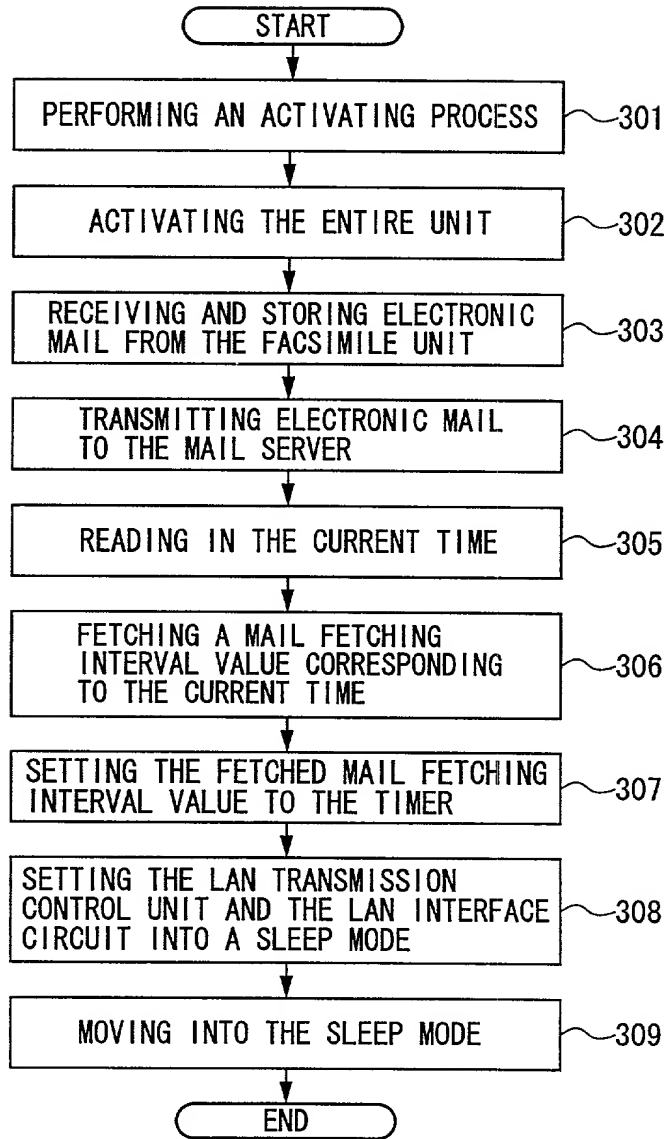 START
PERFORMING AN ACTIVATING PROCESS
301
ACTIVATING THE ENTIRE UNIT
302
RECEIVING AND STORING ELECTRONIC
MAIL FROM THE FACSIMILE UNIT
303
TRANSMITTING ELECTRONIC MAIL
TO THE MAIL SERVER
304
READING IN THE CURRENT TIME
305
FETCHING A MAIL FETCHING
INTERVAL VALUE CORRESPONDING
TO THE CURRENT TIME
306
SETTING THE FETCHED MAIL FETCHING
INTERVAL VALUE TO THE TIMER
307
SETTING THE LAN TRANSMISSION
CONTROL UNIT AND THE LAN INTERFACE
CIRCUIT INTO A SLEEP MODE
308
MOVING INTO THE SLEEP MODE
309
END